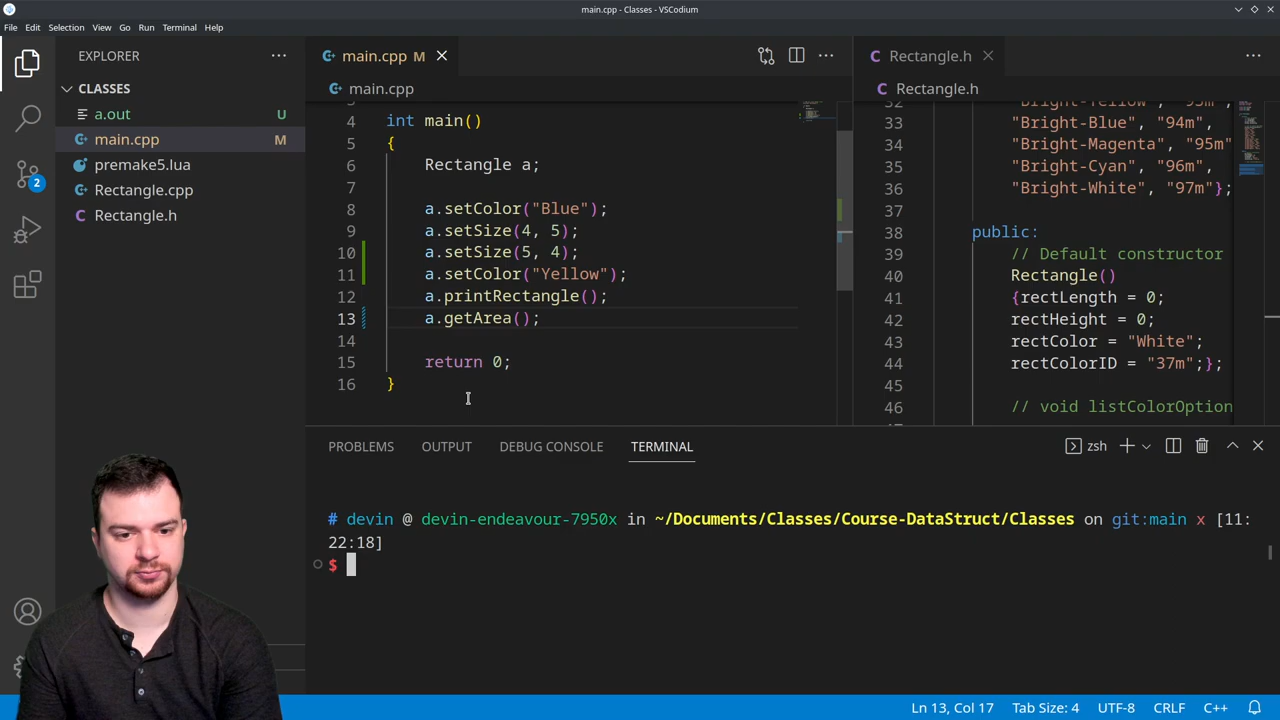 main.cpp - Classes - VSCodium
File Edit Selection View Go Run Terminal Help
EXPLORER
CLASSES
a.out U
main.cpp M
premake5.lua
Rectangle.cpp
Rectangle.h
2
main.cpp M
main.cpp
4 int main()
5 {
6 Rectangle a;
7
8 a.setColor("Blue");
9 a.setSize(4, 5);
10 a.setSize(5, 4);
11 a.setColor("Yellow");
12 a.printRectangle();
13 a.getArea();
14
15 return 0;
16 }
Rectangle.h
Rectangle.h
32 "Bright-Yellow", "93m",
33 "Bright-Blue", "94m",
34 "Bright-Magenta", "95m"
35 "Bright-Cyan", "96m",
36 "Bright-White", "97m"};
37
38 public:
39 // Default constructor
40 Rectangle()
41 {rectLength = 0;
42 rectHeight = 0;
43 rectColor = "White";
44 rectColorID = "37m";};
45
46 // void listColorOption
PROBLEMS OUTPUT DEBUG CONSOLE TERMINAL zsh
# devin @ devin-endeavour-7950x in ~/Documents/Classes/Course-DataStruct/Classes on git:main x [11:
22:18]
$
Ln 13, Col 17 Tab Size: 4 UTF-8 CRLF C++